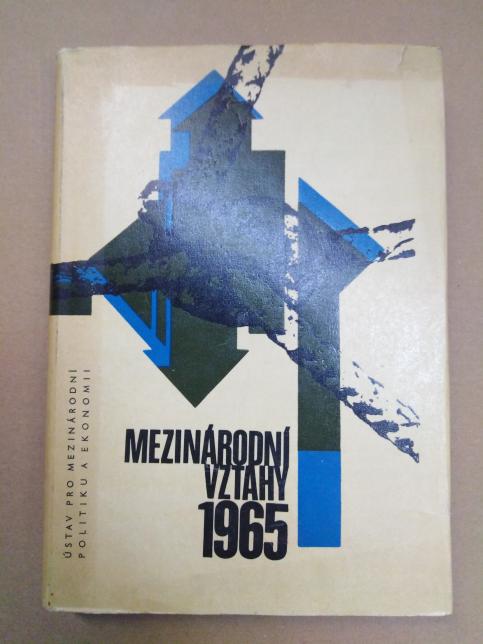 MEZINÁRODNÍ
VZTAHY
1965
ÚSTAV PRO MEZINÁRODNÍ
POLITIKU A EKONOMII